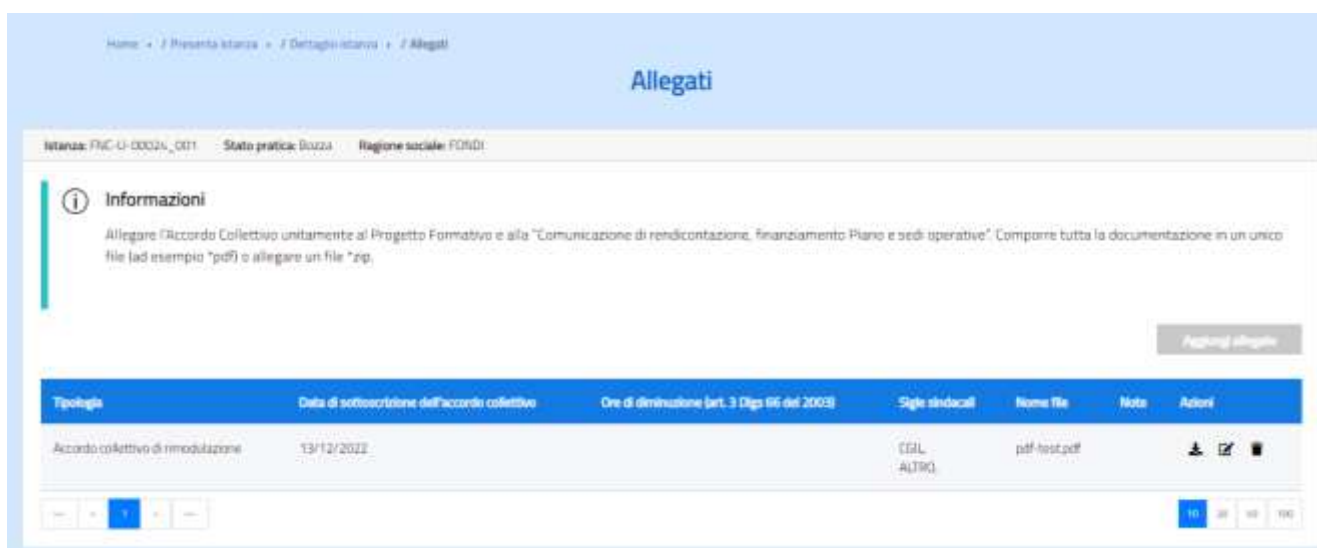 Home / Presenta istanza / Dettaglio istanza / Allegati
Allegati
Istanza: FNC-U-00024_001 Stato pratica: Bozza Ragione sociale: FONDI
Informazioni
Allegare l'Accordo Collettivo unitamente al Progetto Formativo e alla "Comunicazione di rendicontazione, finanziamento Piano e sedi operative". Comporre tutta la documentazione in un unico
file (ad esempio *pdf) o allegare un file *zip.
Aggiungi allegato
Tipologia Data di sottoscrizione dell'accordo collettivo Ore di diminuzione (art. 3 Dlgs 66 del 2003) Sigle sindacali Nome file Note Azioni
Accordo collettivo di rimodulazione 13/12/2022 CGIL, pdf-test.pdf
ALTRO,
1 10 20 50 100